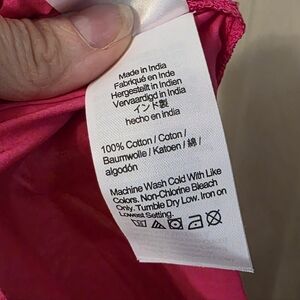 Made in India
Fabriqué en Inde
Hergestellt in Indien
Vervaardigd in India
インド製
hecho en India
100% Cotton / Coton /
Baumwolle / Katoen / 綿 /
algodón
Machine Wash Cold With Like
Colors. Non-Chlorine Bleach
Only. Tumble Dry Low. Iron on
Lowest Setting.